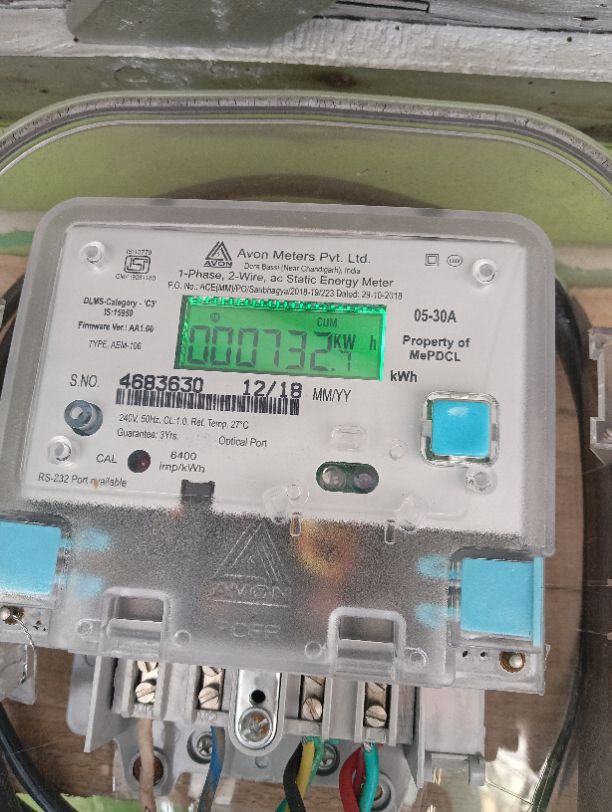 IS:13779
ISI
AVON
Avon Meters Pvt. Ltd.
Dera Bassi (Near Chandigarh), India
1-Phase, 2-Wire, ac Static Energy Meter
P.O. No.: ACE(MM)/PO/Saubhagya/2018-19/223 Dated: 29-10-2018
DLMS-Category - 'C3'
IS:15959
Firmware Ver.: AA1.00
TYPE. AEM-106
CUM
000732.7 KW h
05-30A
Property of
MePDCL
kWh
S.NO. 4683630 12/18 MM/YY
240V, 50Hz, CL:1.0, Ref. Temp. 27°C
Guarantee: 3Yrs.
Optical Port
CAL
6400
imp/kWh
RS-232 Port available
AVON